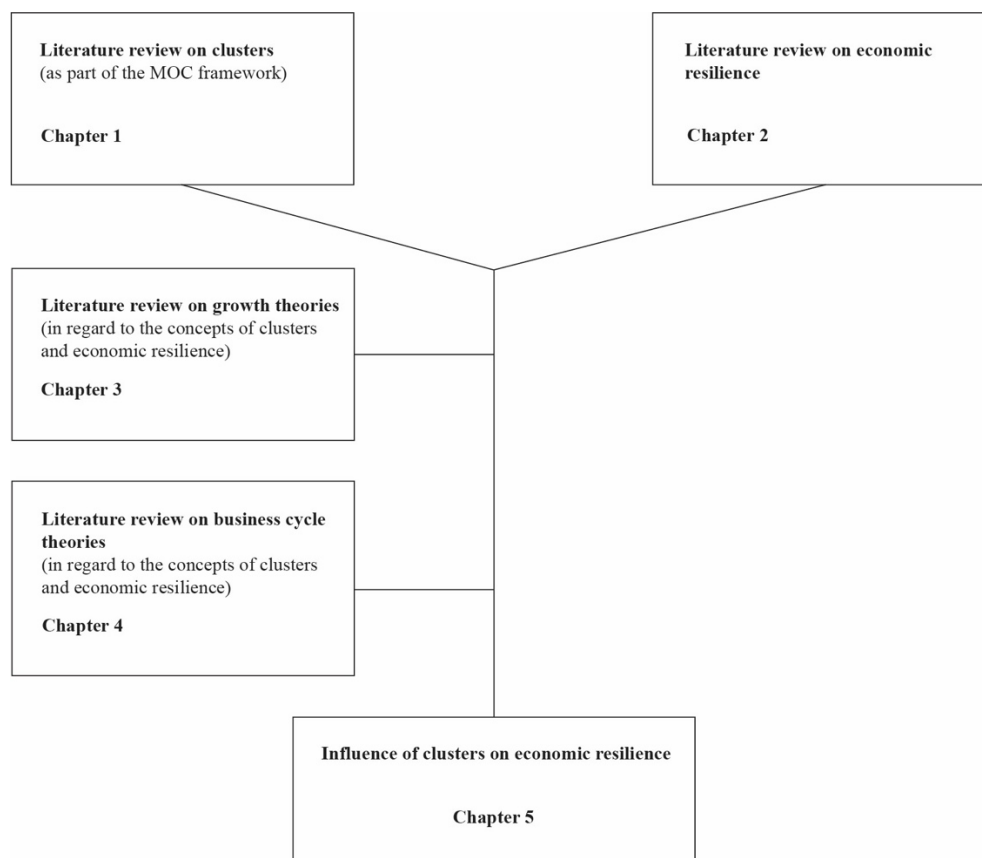 Literature review on clusters
(as part of the MOC framework)
Chapter 1
Literature review on economic
resilience
Chapter 2
Literature review on growth theories
(in regard to the concepts of clusters
and economic resilience)
Chapter 3
Literature review on business cycle
theories
(in regard to the concepts of clusters
and economic resilience)
Chapter 4
Influence of clusters on economic resilience
Chapter 5